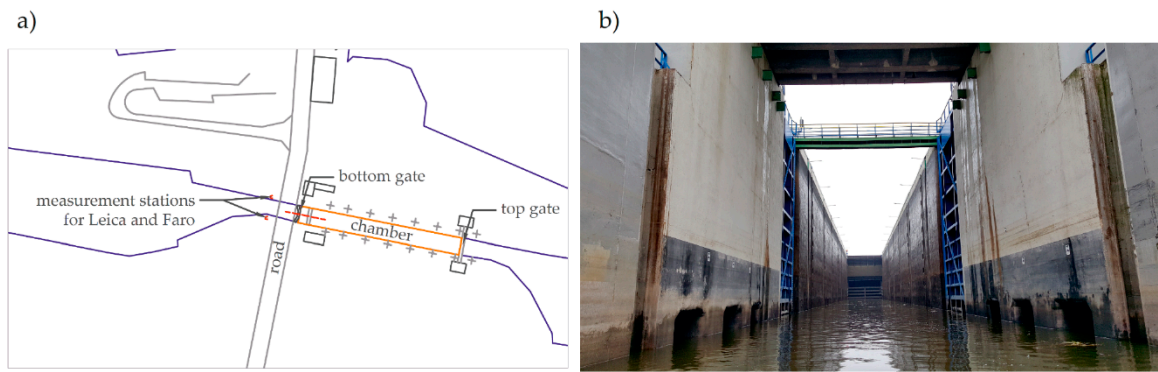 a)
b)
bottom gate
measurement stations
for Leica and Faro
top gate
chamber
road